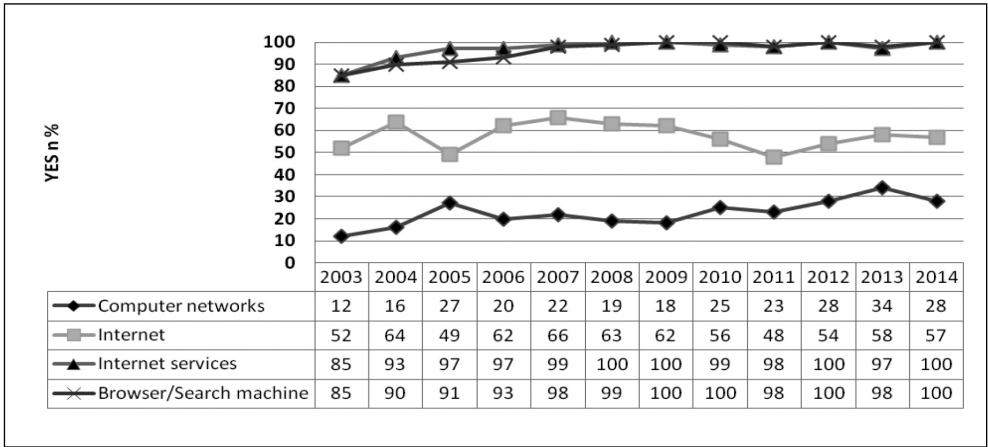 YES n %
100
90
80
70
60
50
40
30
20
10
0
2003 2004 2005 2006 2007 2008 2009 2010 2011 2012 2013 2014
Computer networks 12 16 27 20 22 19 18 25 23 28 34 28
Internet 52 64 49 62 66 63 62 56 48 54 58 57
Internet services 85 93 97 97 99 100 100 99 98 100 97 100
Browser/Search machine 85 90 91 93 98 99 100 100 98 100 98 100